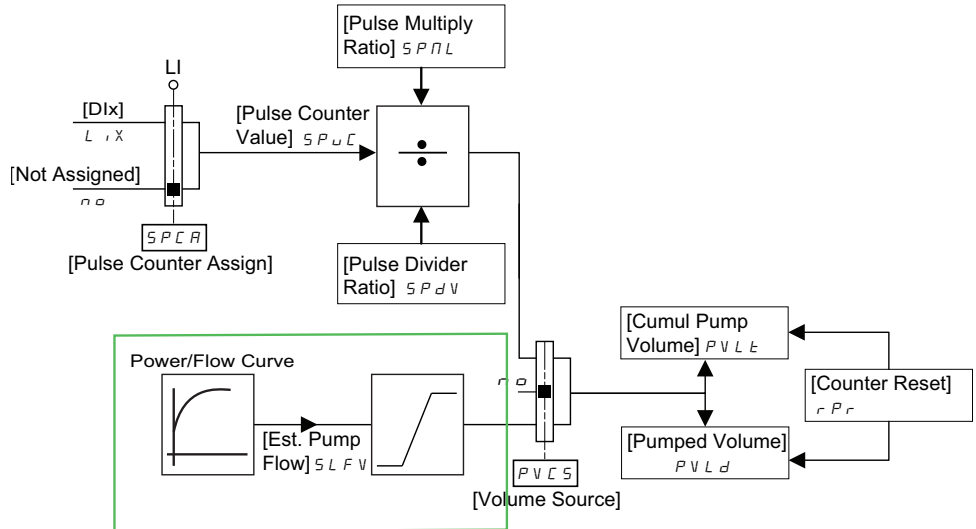 [Pulse Multiply
Ratio] SPML
LI
[DIx]
LiX
[Pulse Counter
Value] SPuC
[Not Assigned]
no
SPCA
[Pulse Counter Assign]
[Pulse Divider
Ratio] SPdV
Power/Flow Curve
[Est. Pump
Flow] SLFV
no
PVCS
[Volume Source]
[Cumul Pump
Volume] PVLt
[Counter Reset]
rPr
[Pumped Volume]
PVLd